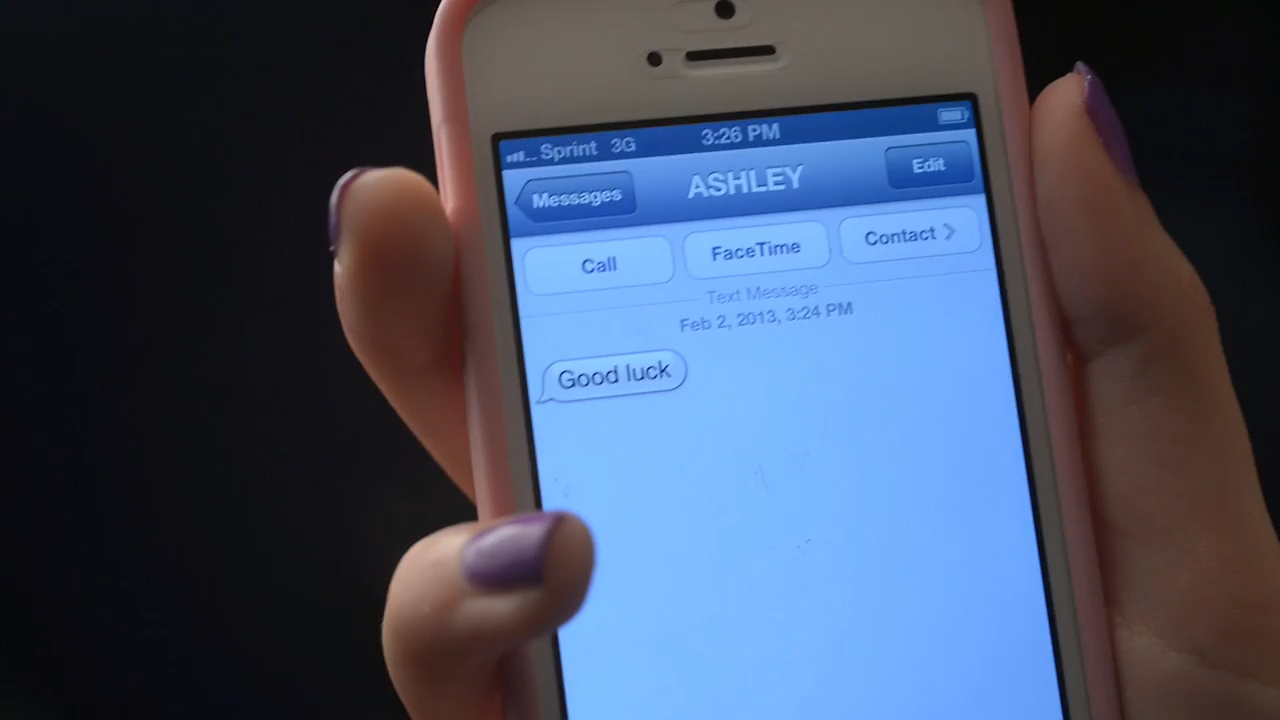 Sprint 3G 3:26 PM
Messages ASHLEY Edit
Call FaceTime Contact
Text Message
Feb 2, 2013, 3:24 PM
Good luck